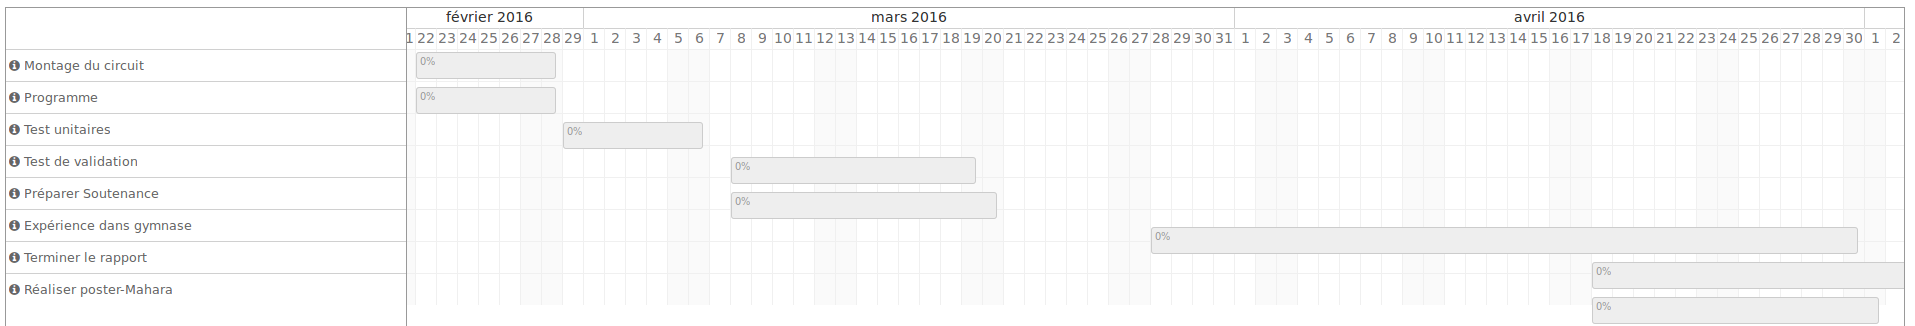 février 2016 mars 2016 avril 2016
1 22 23 24 25 26 27 28 29 1 2 3 4 5 6 7 8 9 10 11 12 13 14 15 16 17 18 19 20 21 22 23 24 25 26 27 28 29 30 31 1 2 3 4 5 6 7 8 9 10 11 12 13 14 15 16 17 18 19 20 21 22 23 24 25 26 27 28 29 30 1 2
Montage du circuit 0%
Programme 0%
Test unitaires 0%
Test de validation 0%
Préparer Soutenance 0%
Expérience dans gymnase 0%
Terminer le rapport 0%
Réaliser poster-Mahara 0%